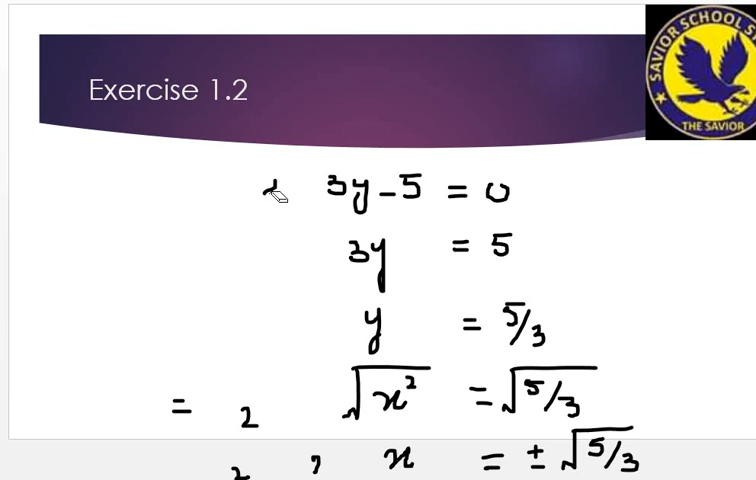 SAVIOR SCHOOL S
THE SAVIOR
Exercise 1.2
3y - 5 = 0
3y = 5
y = 5/3
= 2 √x² = √5/3
2 , x = ± √5/3